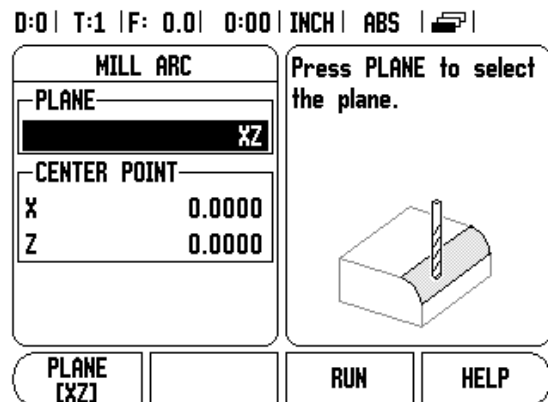 D:0 | T:1 | F: 0.0 | 0:00 | INCH | ABS |
MILL ARC
PLANE
XZ
CENTER POINT
X 0.0000
Z 0.0000
Press PLANE to select
the plane.
PLANE
[XZ]
RUN
HELP